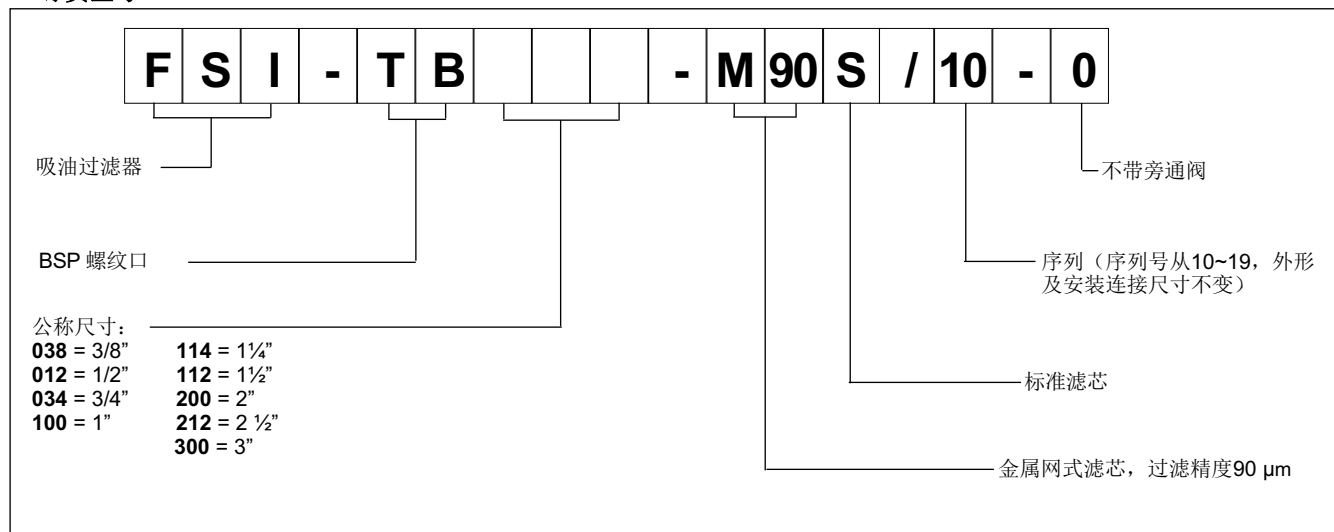 F S I - T B - M 90 S / 10 - 0
吸油过滤器
不带旁通阀
BSP 螺纹口
序列（序列号从10~19，外形
及安装连接尺寸不变）
公称尺寸：
038 = 3/8” 114 = 1¼”
012 = 1/2” 112 = 1½”
034 = 3/4” 200 = 2”
100 = 1” 212 = 2 ½”
300 = 3”
标准滤芯
金属网式滤芯，过滤精度90 µm